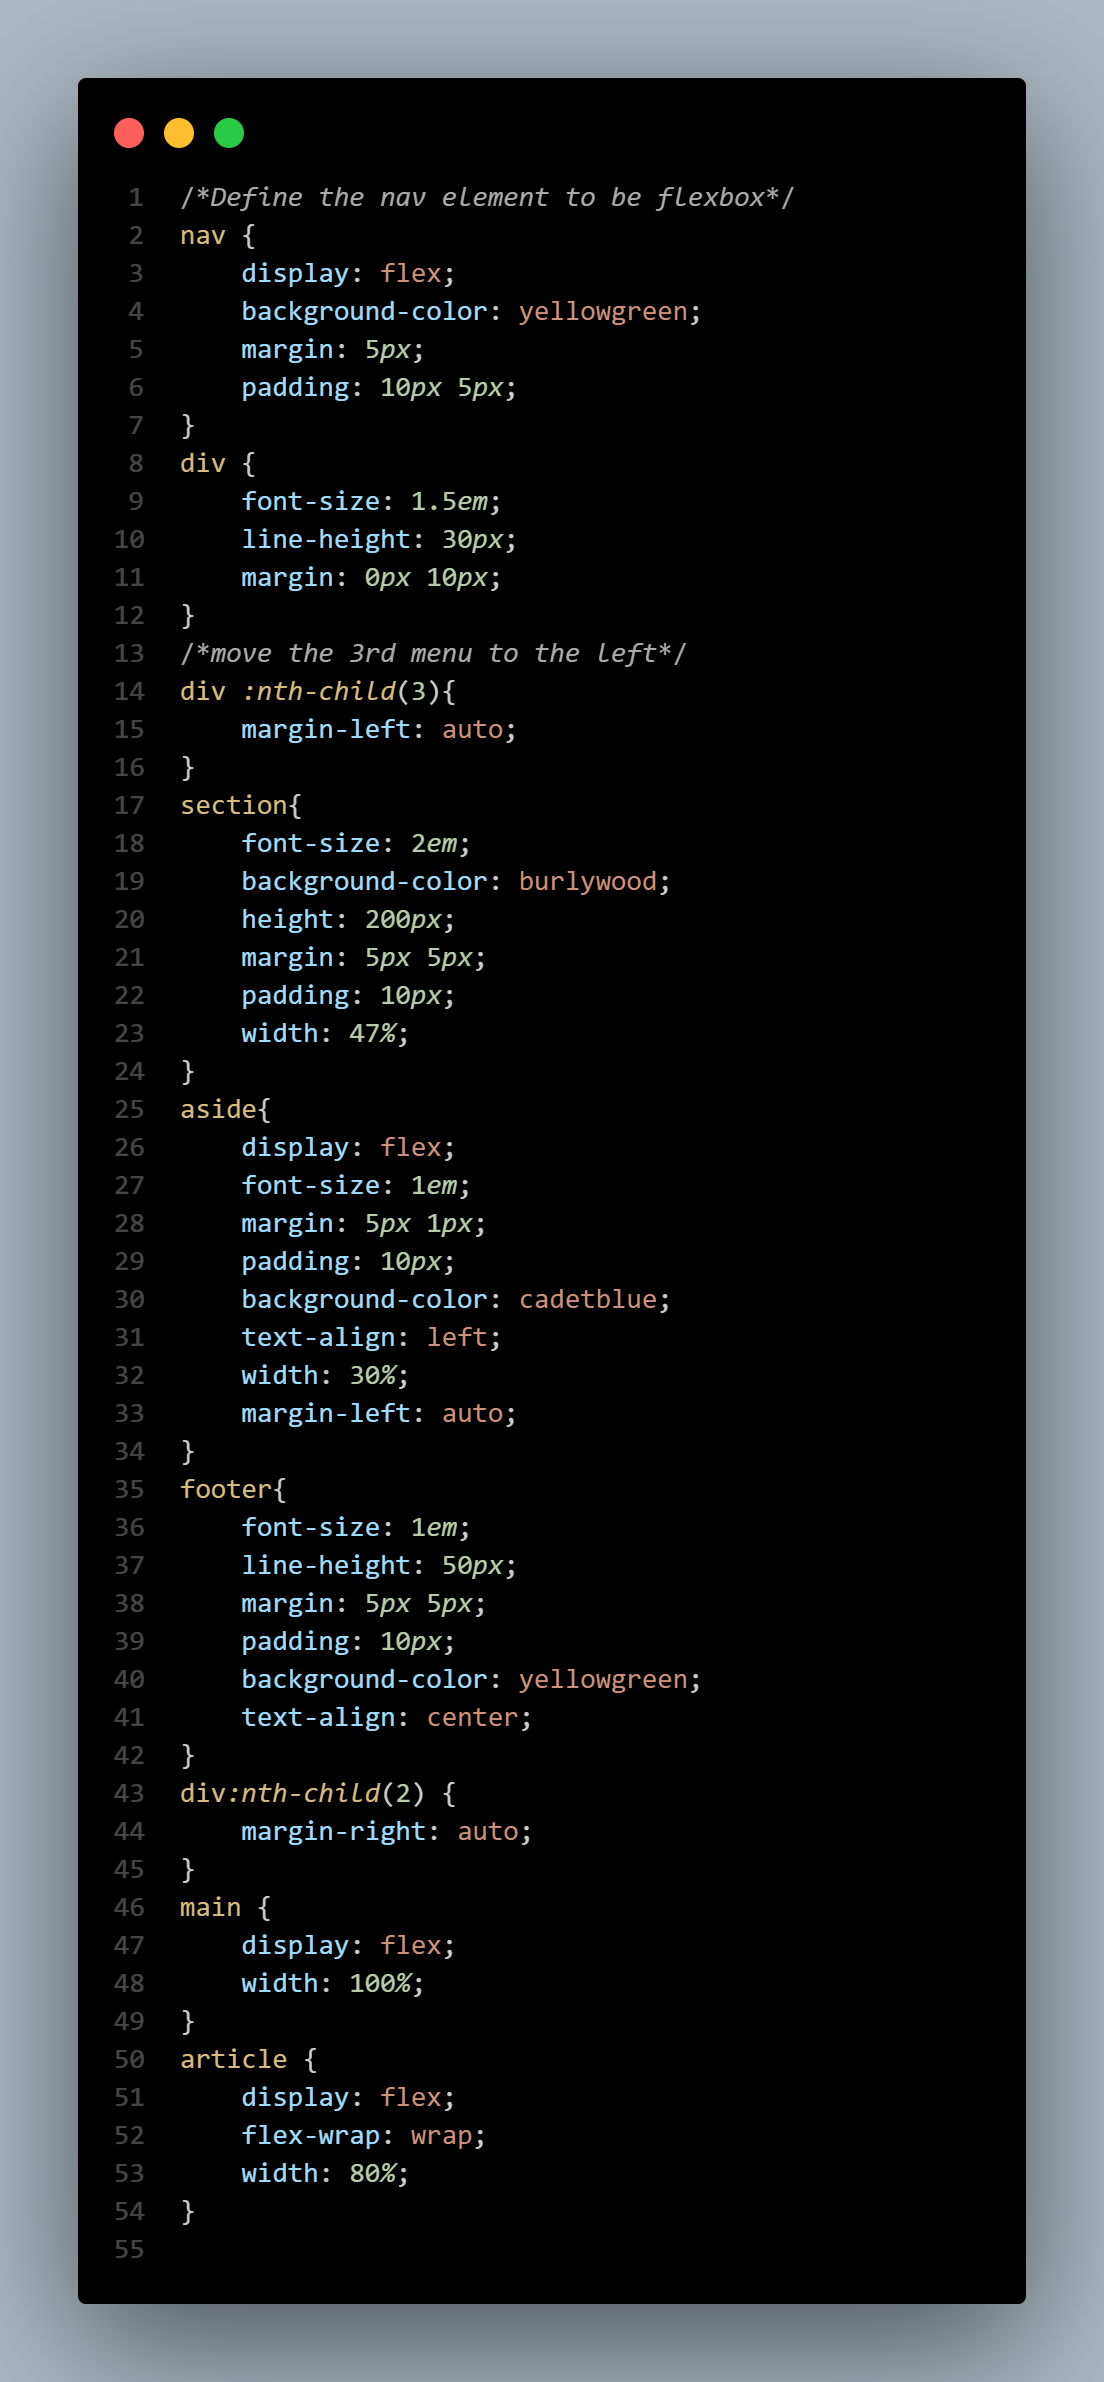 1 /*Define the nav element to be flexbox*/
2 nav {
3     display: flex;
4     background-color: yellowgreen;
5     margin: 5px;
6     padding: 10px 5px;
7 }
8 div {
9     font-size: 1.5em;
10     line-height: 30px;
11     margin: 0px 10px;
12 }
13 /*move the 3rd menu to the left*/
14 div :nth-child(3){
15     margin-left: auto;
16 }
17 section{
18     font-size: 2em;
19     background-color: burlywood;
20     height: 200px;
21     margin: 5px 5px;
22     padding: 10px;
23     width: 47%;
24 }
25 aside{
26     display: flex;
27     font-size: 1em;
28     margin: 5px 1px;
29     padding: 10px;
30     background-color: cadetblue;
31     text-align: left;
32     width: 30%;
33     margin-left: auto;
34 }
35 footer{
36     font-size: 1em;
37     line-height: 50px;
38     margin: 5px 5px;
39     padding: 10px;
40     background-color: yellowgreen;
41     text-align: center;
42 }
43 div:nth-child(2) {
44     margin-right: auto;
45 }
46 main {
47     display: flex;
48     width: 100%;
49 }
50 article {
51     display: flex;
52     flex-wrap: wrap;
53     width: 80%;
54 }
55